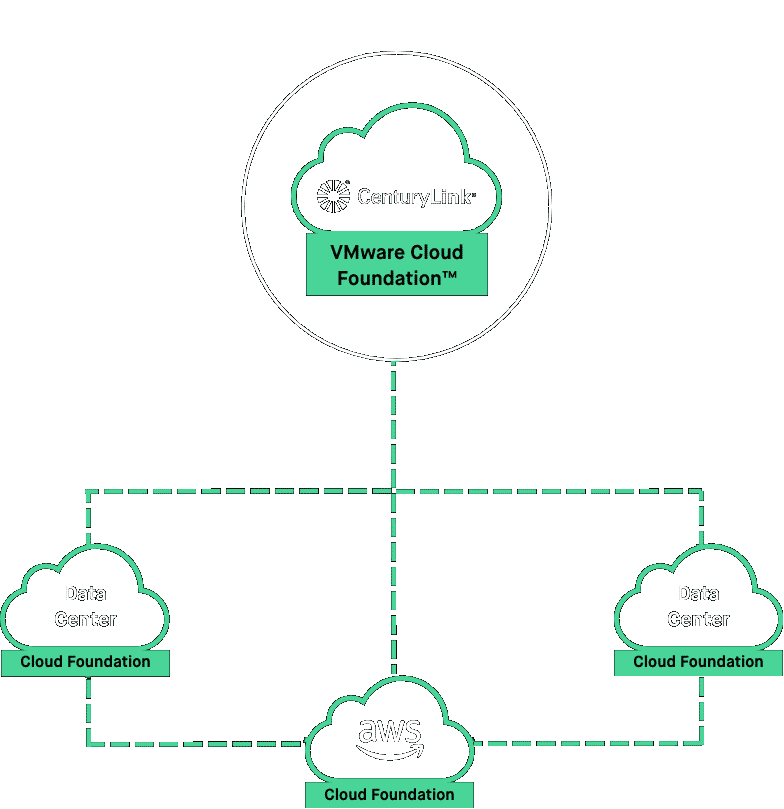 CenturyLink®
VMware Cloud
Foundation™
Data
Center
Cloud Foundation
Data
Center
Cloud Foundation
aws
Cloud Foundation